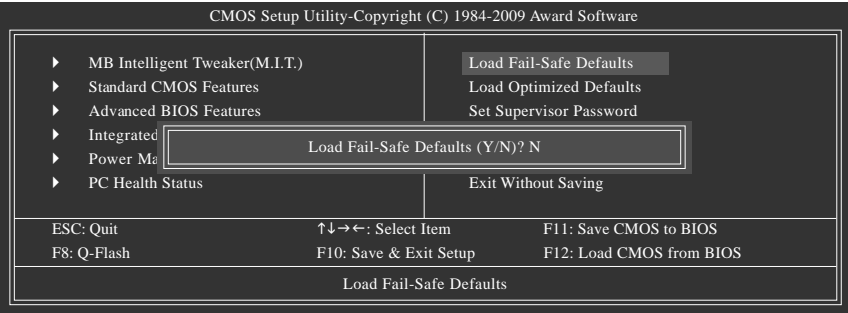 CMOS Setup Utility-Copyright (C) 1984-2009 Award Software
MB Intelligent Tweaker(M.I.T.)
Standard CMOS Features
Advanced BIOS Features
Integrated
Power Ma
PC Health Status
Load Fail-Safe Defaults
Load Optimized Defaults
Set Supervisor Password
Exit Without Saving
Load Fail-Safe Defaults (Y/N)? N
ESC: Quit
↑↓→←: Select Item
F11: Save CMOS to BIOS
F8: Q-Flash
F10: Save & Exit Setup
F12: Load CMOS from BIOS
Load Fail-Safe Defaults